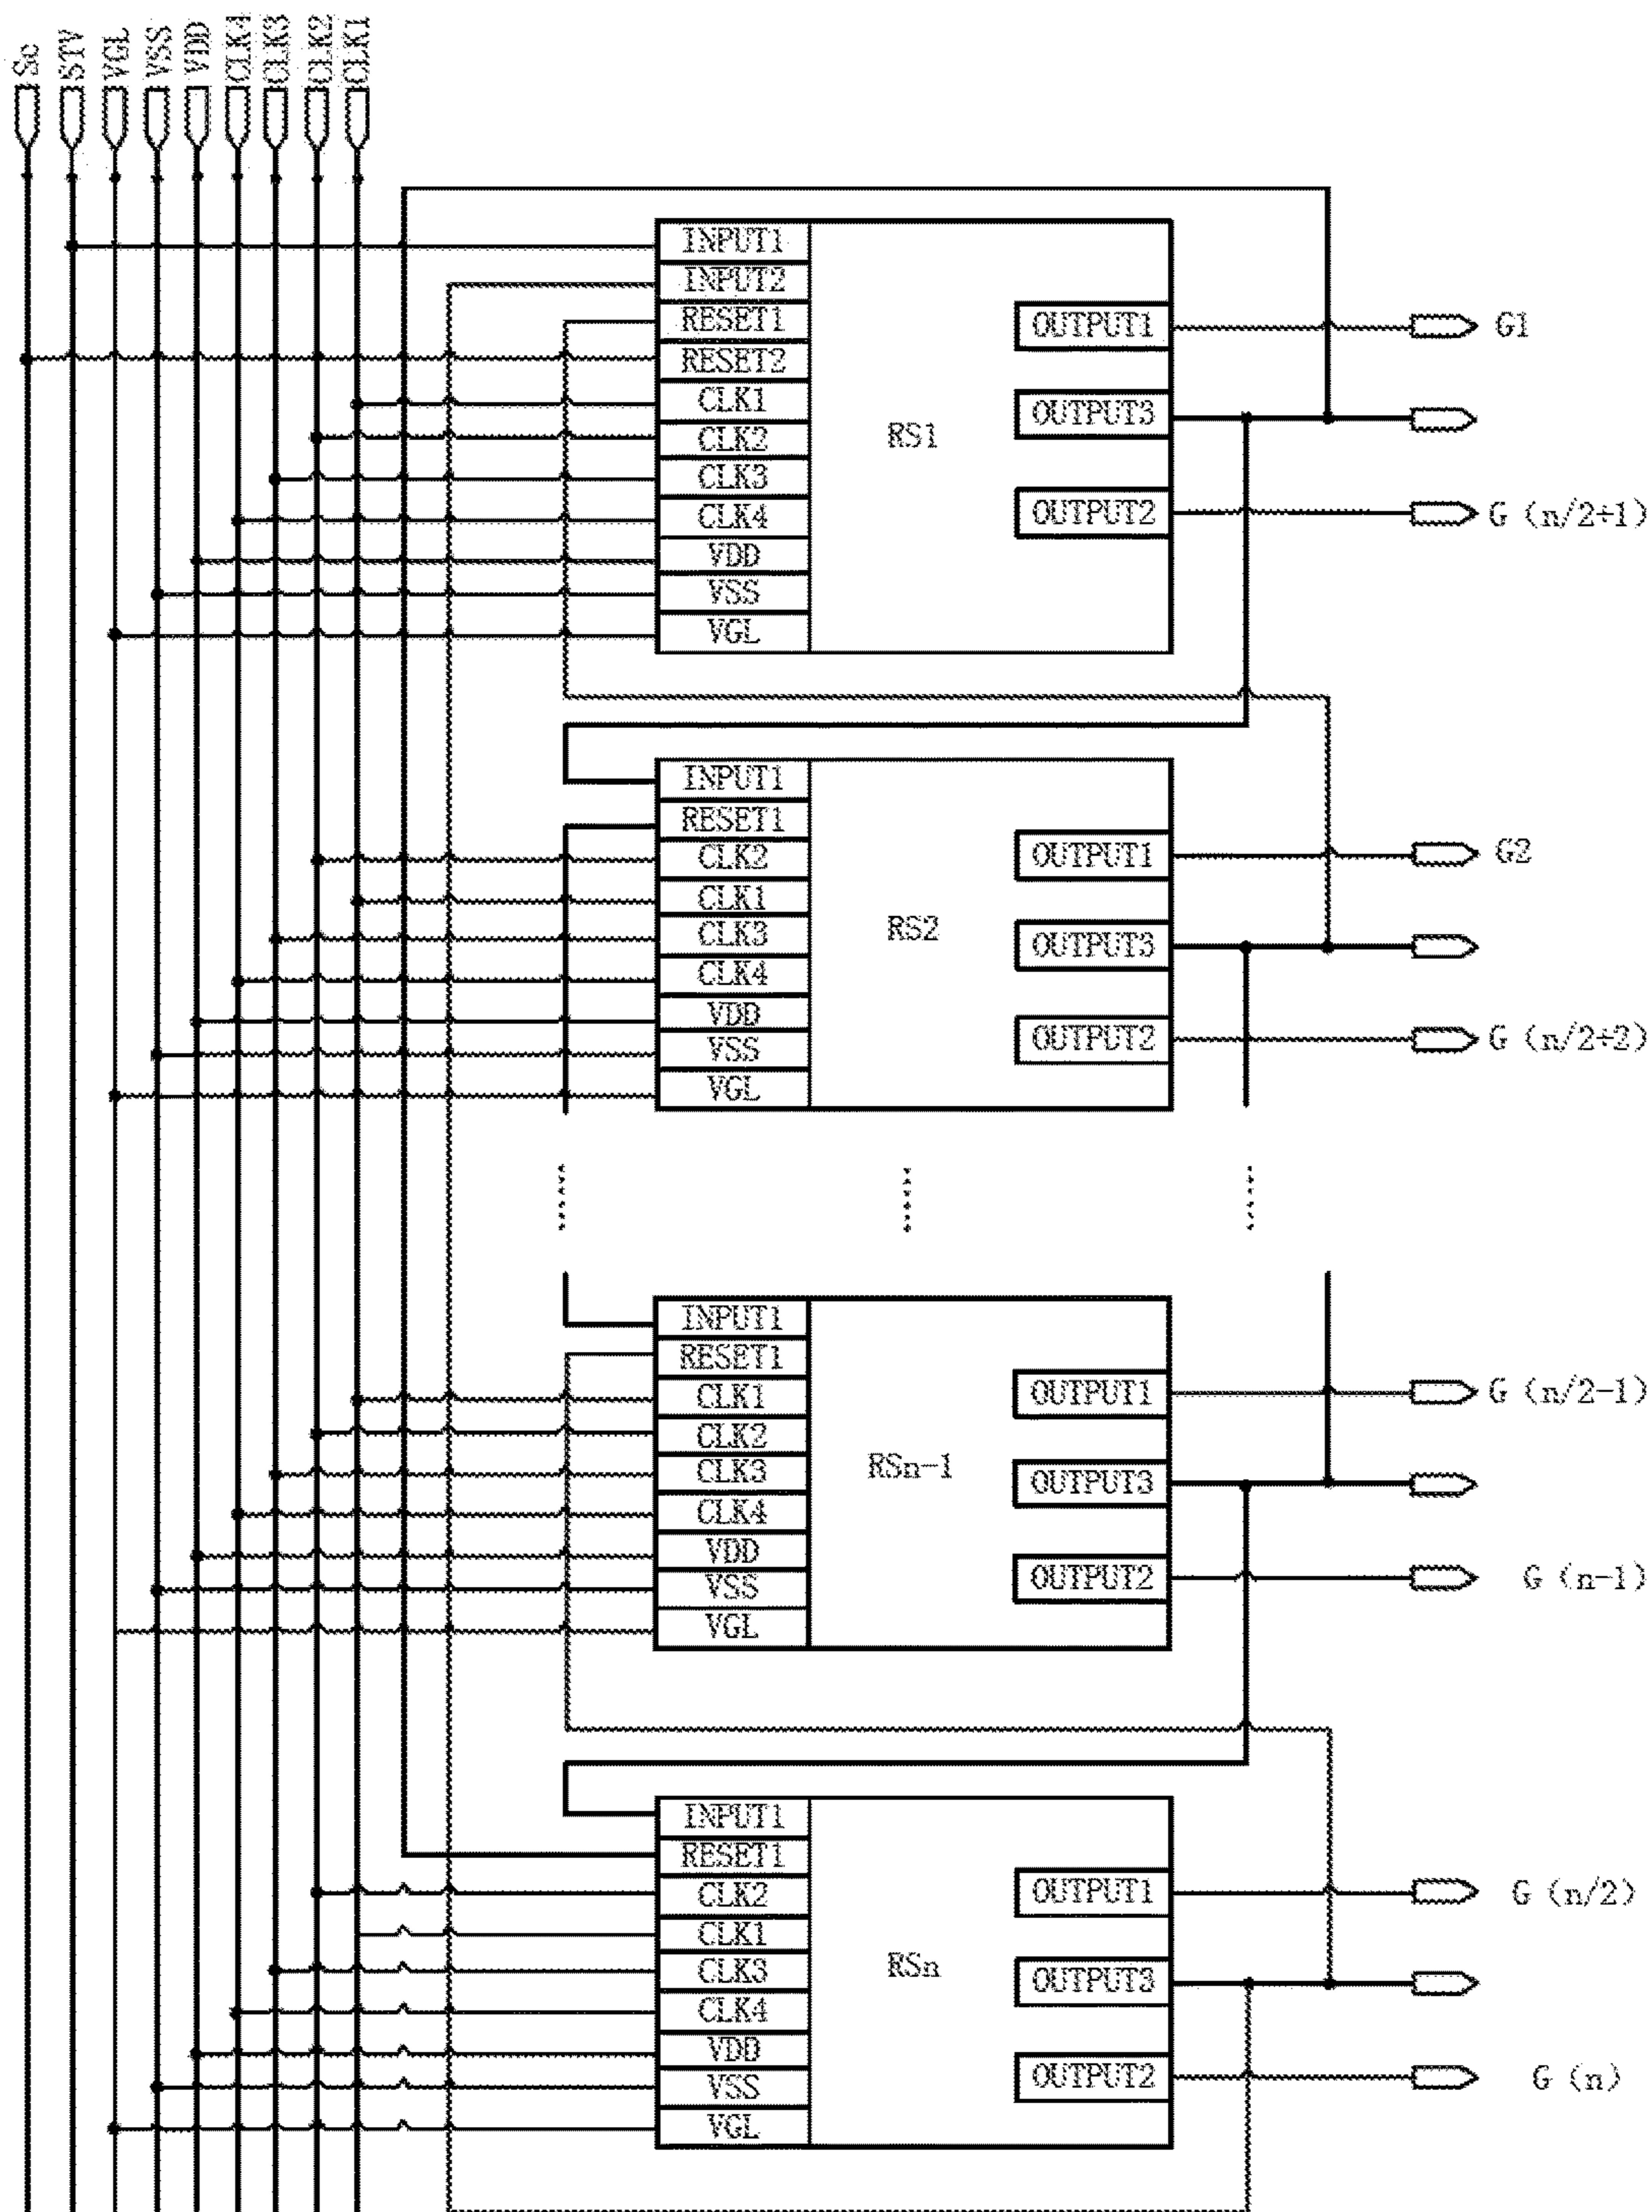 Sc
STV
VGL
VSS
VDD
CLK4
CLK3
CLK2
CLK1
INPUT1
INPUT2
RESET1
RESET2
CLK1
CLK2
CLK3
CLK4
VDD
VSS
VGL
RS1
OUTPUT1
OUTPUT3
OUTPUT2
G1
G (n/2+1)
INPUT1
RESET1
CLK2
CLK1
CLK3
CLK4
VDD
VSS
VGL
RS2
OUTPUT1
OUTPUT3
OUTPUT2
G2
G (n/2+2)
INPUT1
RESET1
CLK1
CLK2
CLK3
CLK4
VDD
VSS
VGL
RSn-1
OUTPUT1
OUTPUT3
OUTPUT2
G (n/2-1)
G (n-1)
INPUT1
RESET1
CLK2
CLK1
CLK3
CLK4
VDD
VSS
VGL
RSn
OUTPUT1
OUTPUT3
OUTPUT2
G (n/2)
G (n)